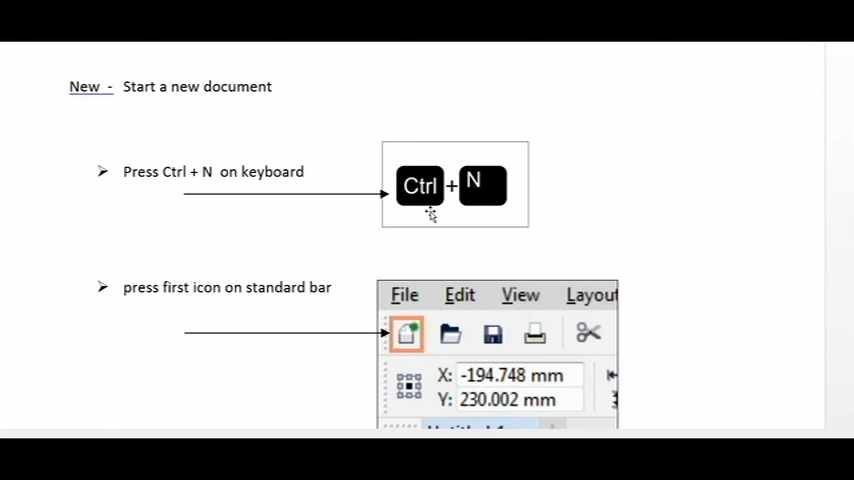 New - Start a new document
Press Ctrl + N on keyboard
Ctrl + N
press first icon on standard bar
File Edit View Layout
X: -194.748 mm
Y: 230.002 mm